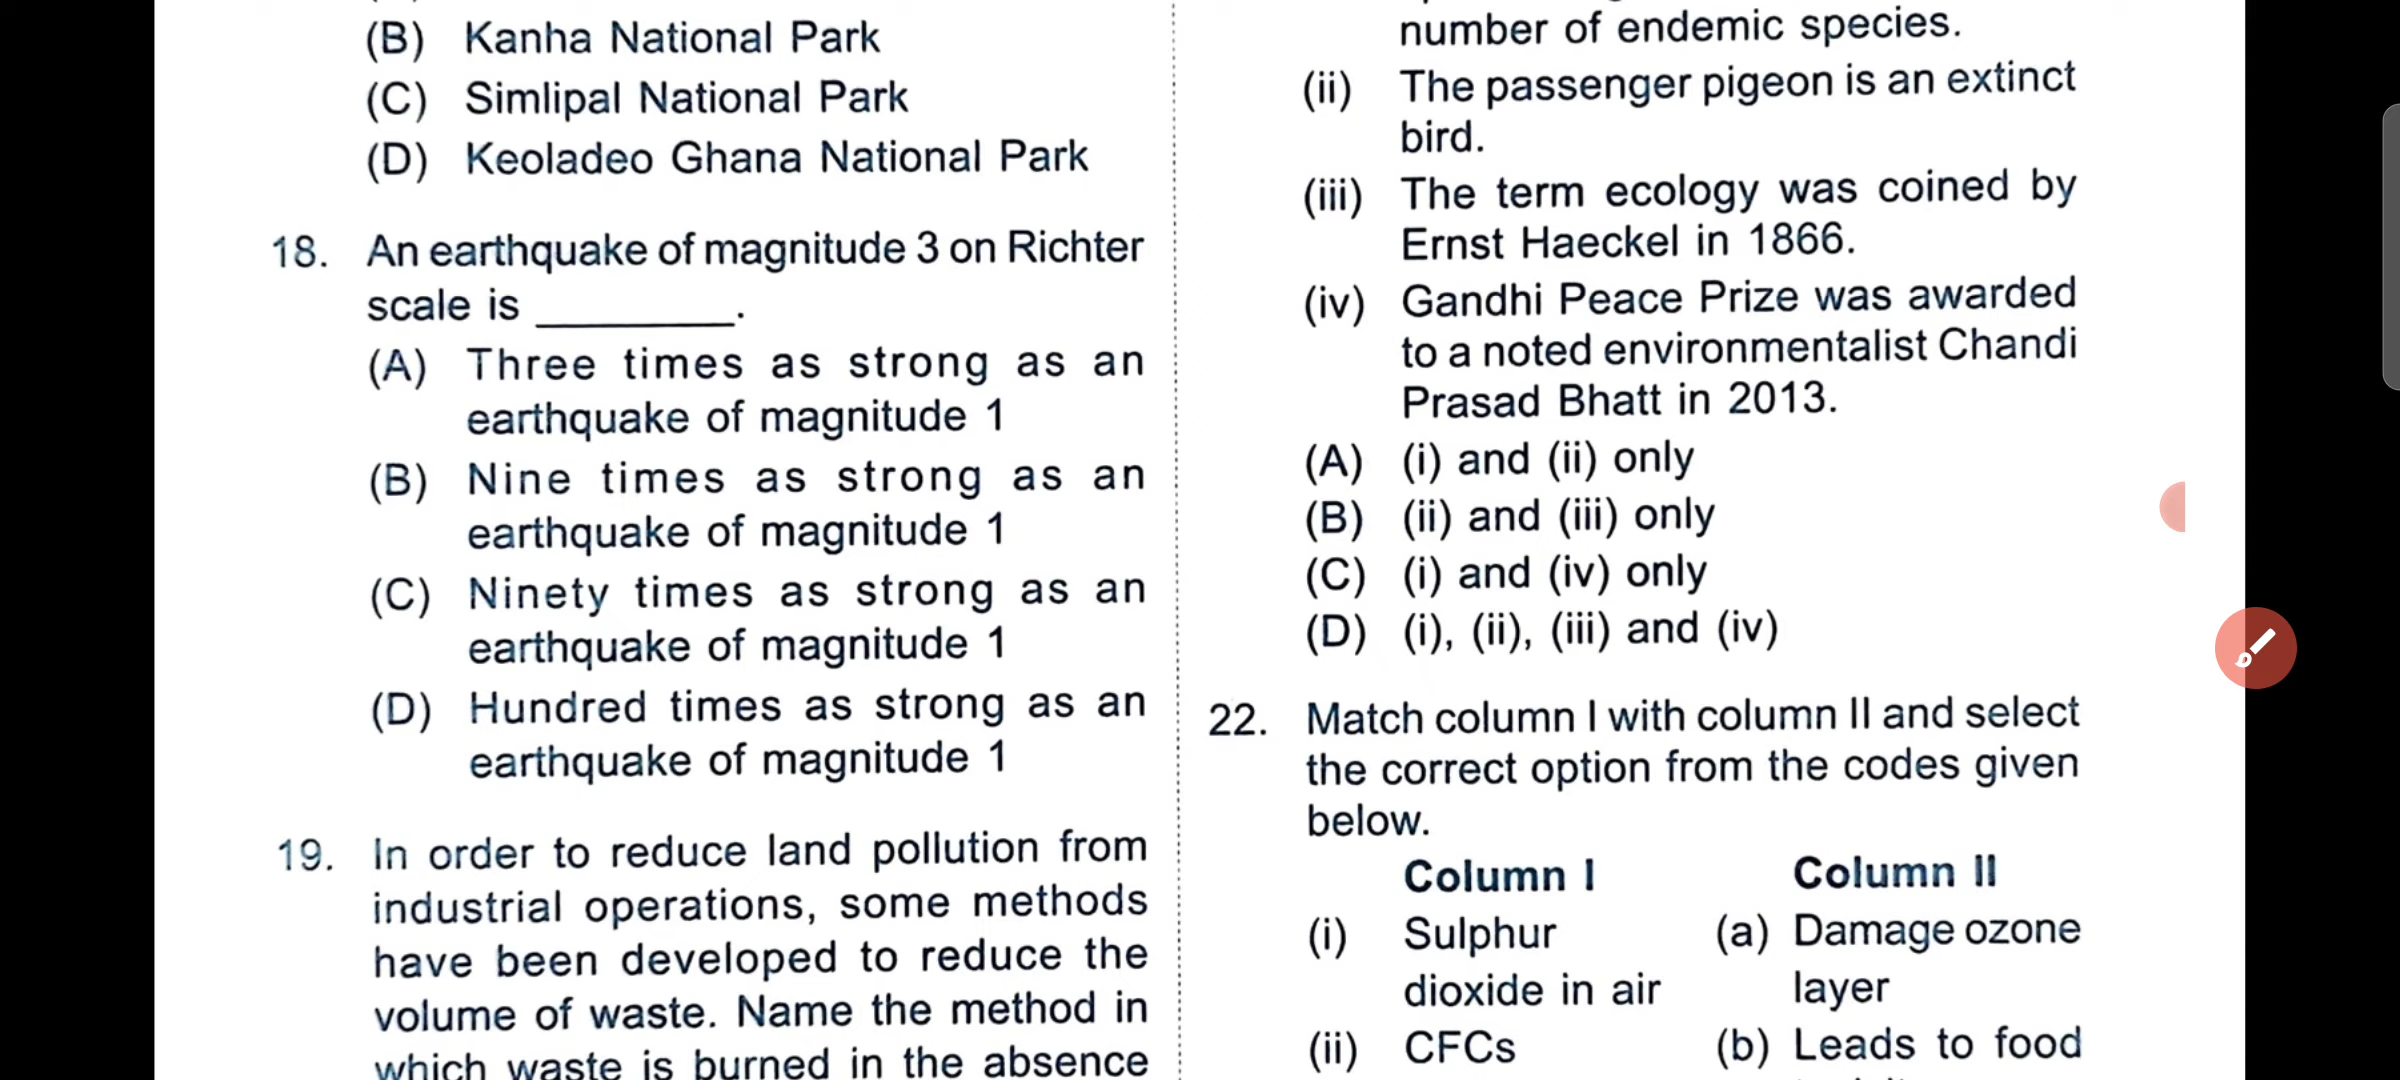 (B) Kanha National Park
(C) Simlipal National Park
(D) Keoladeo Ghana National Park
18. An earthquake of magnitude 3 on Richter
scale is ________.
(A) Three times as strong as an
earthquake of magnitude 1
(B) Nine times as strong as an
earthquake of magnitude 1
(C) Ninety times as strong as an
earthquake of magnitude 1
(D) Hundred times as strong as an
earthquake of magnitude 1
19. In order to reduce land pollution from
industrial operations, some methods
have been developed to reduce the
volume of waste. Name the method in
which waste is burned in the absence
number of endemic species.
(ii) The passenger pigeon is an extinct
bird.
(iii) The term ecology was coined by
Ernst Haeckel in 1866.
(iv) Gandhi Peace Prize was awarded
to a noted environmentalist Chandi
Prasad Bhatt in 2013.
(A) (i) and (ii) only
(B) (ii) and (iii) only
(C) (i) and (iv) only
(D) (i), (ii), (iii) and (iv)
22. Match column I with column II and select
the correct option from the codes given
below.
Column I Column II
(i) Sulphur (a) Damage ozone
dioxide in air layer
(ii) CFCs (b) Leads to food